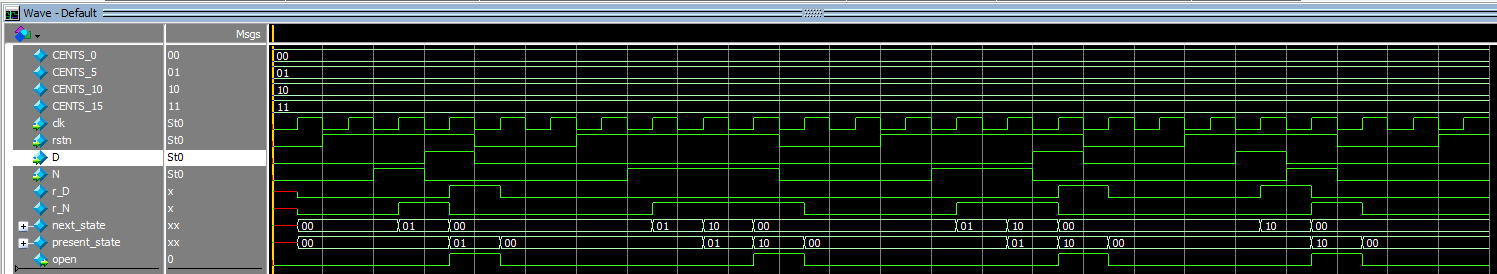 Wave - Default
Msgs
CENTS_0 00 00
CENTS_5 01 01
CENTS_10 10 10
CENTS_15 11 11
clk St0
rstn St0
D St0
N St0
r_D x
r_N x
next_state xx 00 01 00 01 10 00 01 10 00 10 00
present_state xx 00 01 00 01 10 00 01 10 00 10 00
open 0